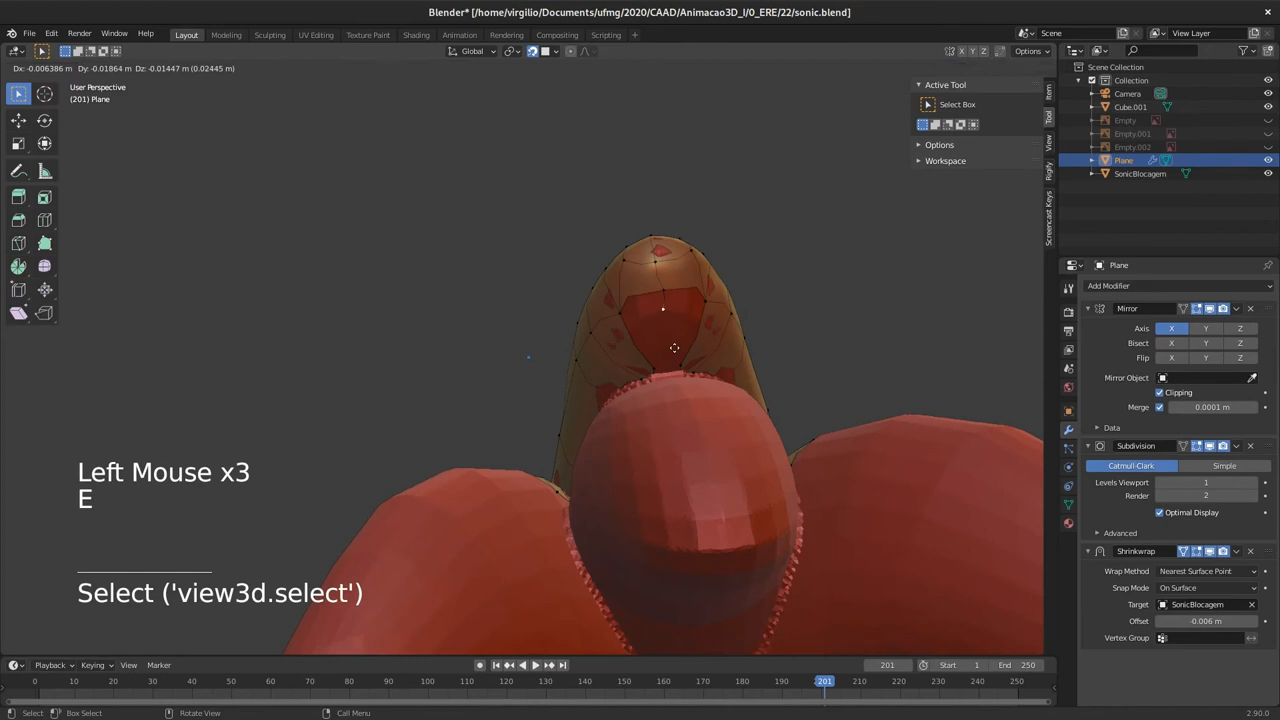 Blender* [/home/virgilio/Documents/ufmg/2020/CAAD/Animacao3D_I/0_ERE/22/sonic.blend]
File Edit Render Window Help Layout Modeling Sculpting UV Editing Texture Paint Shading Animation Rendering Compositing Scripting + Scene View Layer
Global X Y Z Options
Dx: -0.006386 m Dy: -0.01864 m Dz: -0.01447 m (0.02445 m)
User Perspective
(201) Plane
Active Tool
Select Box
Options
Workspace
Item
Tool
View
Rigify
Screencast Keys
Scene Collection
Collection
Camera
Cube.001
Empty
Empty.001
Empty.002
Plane
SonicBlocagem
Plane
Add Modifier
Mirror
Axis X Y Z
Bisect X Y Z
Flip X Y Z
Mirror Object
Clipping
Merge 0.0001 m
Data
Subdivision
Catmull-Clark Simple
Levels Viewport 1
Render 2
Optimal Display
Advanced
Shrinkwrap
Wrap Method Nearest Surface Point
Snap Mode On Surface
Target SonicBlocagem
Offset -0.006 m
Vertex Group
Left Mouse x3
E
Select ('view3d.select')
Playback Keying View Marker 201 Start 1 End 250
0 10 20 30 40 50 60 70 80 90 100 110 120 130 140 150 160 170 180 190 201 210 220 230 240 250
Select Box Select Rotate View Call Menu 2.90.0